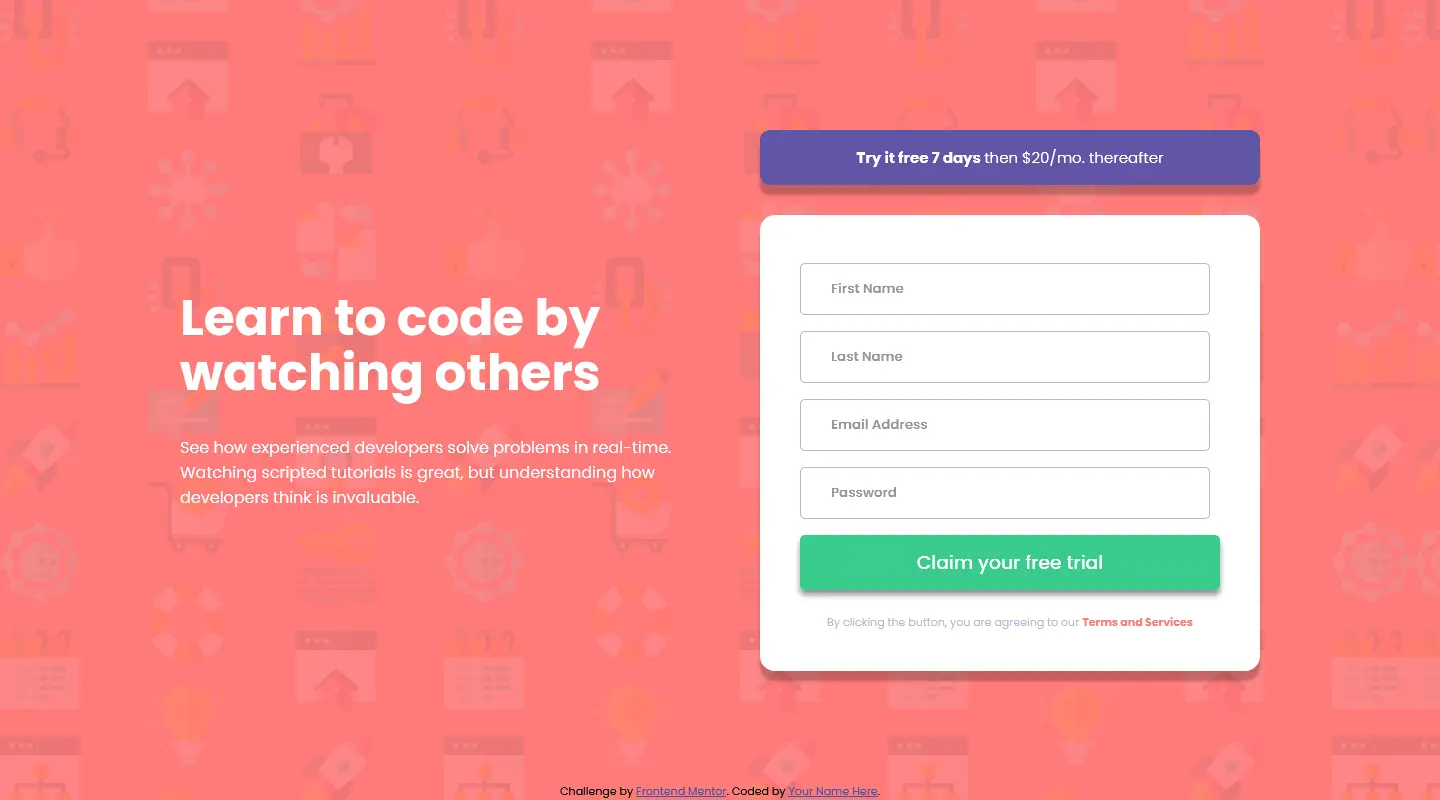 Learn to code by
watching others
See how experienced developers solve problems in real-time.
Watching scripted tutorials is great, but understanding how
developers think is invaluable.
Try it free 7 days then $20/mo. thereafter
First Name
Last Name
Email Address
Password
Claim your free trial
By clicking the button, you are agreeing to our Terms and Services
Challenge by Frontend Mentor. Coded by Your Name Here.